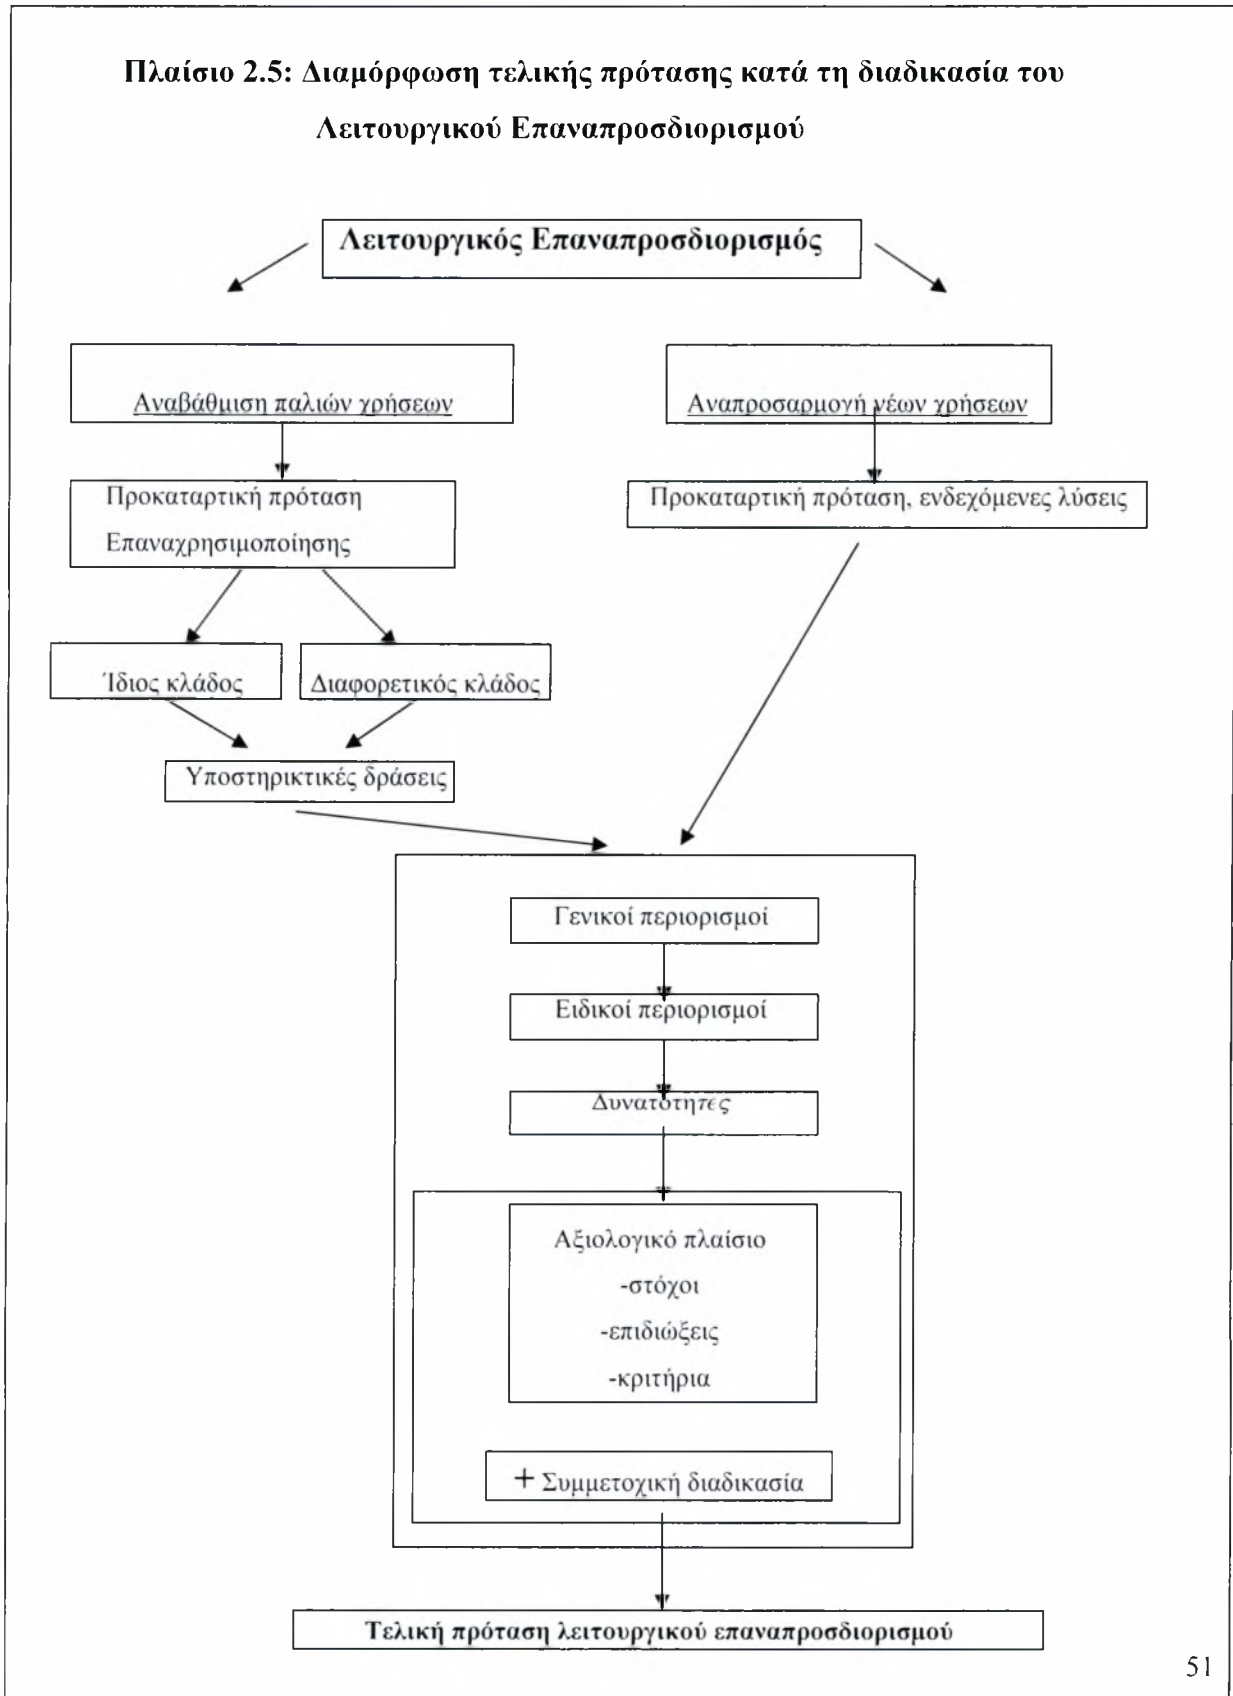 Πλαίσιο 2.5: Διαμόρφωση τελικής πρότασης κατά τη διαδικασία του
Λειτουργικού Επαναπροσδιορισμού
Λειτουργικός Επαναπροσδιορισμός
Αναβάθμιση παλιών χρήσεων
Αναπροσαρμογή νέων χρήσεων
Προκαταρτική πρόταση
Επαναχρησιμοποίησης
Προκαταρτική πρόταση, ενδεχόμενες λύσεις
Ίδιος κλάδος
Διαφορετικός κλάδος
Υποστηρικτικές δράσεις
Γενικοί περιορισμοί
Ειδικοί περιορισμοί
Δυνατότητες
Αξιολογικό πλαίσιο
-στόχοι
-επιδιώξεις
-κριτήρια
+ Συμμετοχική διαδικασία
Τελική πρόταση λειτουργικού επαναπροσδιορισμού
51